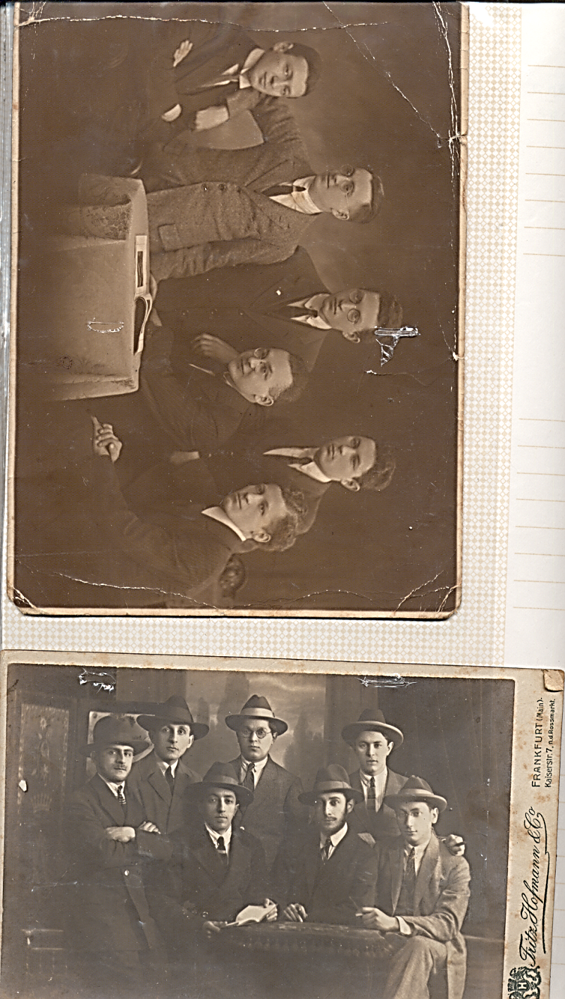 Fritz Hofmann & Co
FRANKFURT (Main).
Kaiserstr. 7, n.d. Rossmarkt.